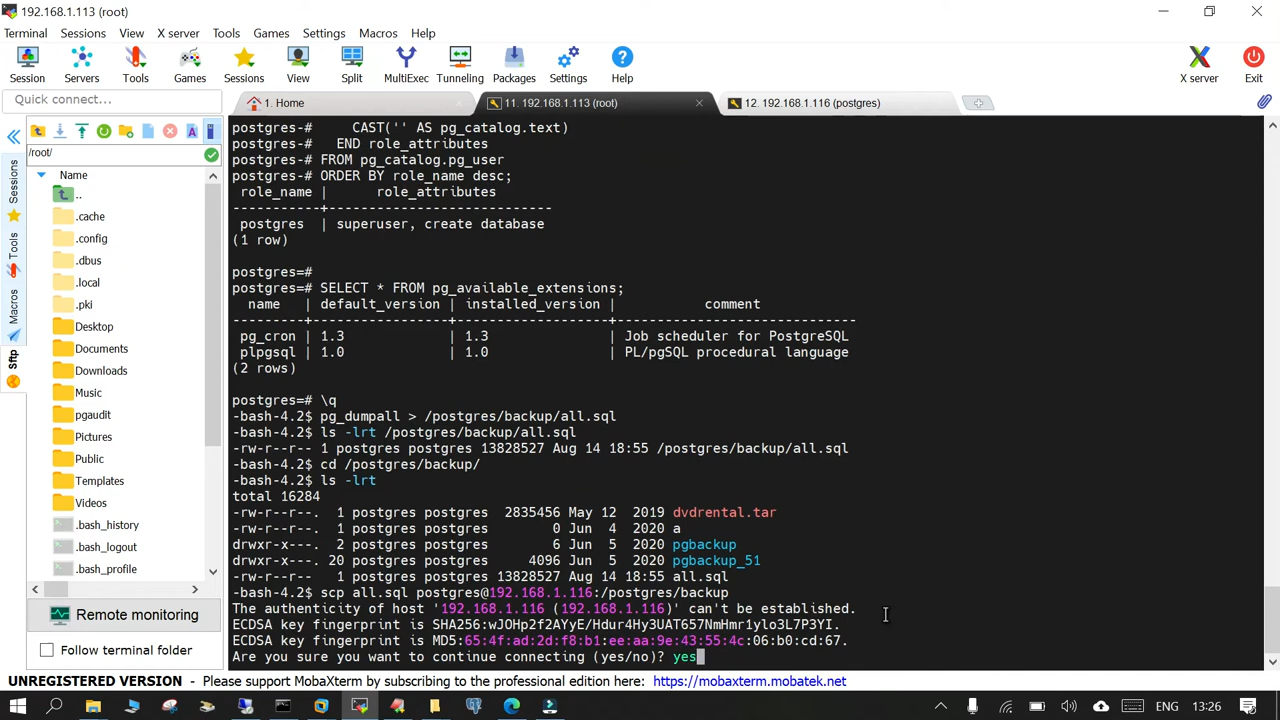 192.168.1.113 (root)
Terminal Sessions View X server Tools Games Settings Macros Help
Session Servers Tools Games Sessions View Split MultiExec Tunneling Packages Settings Help X server Exit
Quick connect...
1. Home
11. 192.168.1.113 (root)
12. 192.168.1.116 (postgres)
/root/
Name
..
.cache
.config
.dbus
.local
.pki
Desktop
Documents
Downloads
Music
pgaudit
Pictures
Public
Templates
Videos
.bash_history
.bash_logout
.bash_profile
Remote monitoring
Follow terminal folder
Sessions
Tools
Macros
Sftp
postgres-#     CAST('' AS pg_catalog.text)
postgres-#   END role_attributes
postgres-# FROM pg_catalog.pg_user
postgres-# ORDER BY role_name desc;
 role_name |      role_attributes
-----------+----------------------------
 postgres  | superuser, create database
(1 row)
postgres=#
postgres=# SELECT * FROM pg_available_extensions;
  name   | default_version | installed_version |           comment
---------+-----------------+-------------------+------------------------------
 pg_cron | 1.3             | 1.3               | Job scheduler for PostgreSQL
 plpgsql | 1.0             | 1.0               | PL/pgSQL procedural language
(2 rows)
postgres=# \q
-bash-4.2$ pg_dumpall > /postgres/backup/all.sql
-bash-4.2$ ls -lrt /postgres/backup/all.sql
-rw-r--r-- 1 postgres postgres 13828527 Aug 14 18:55 /postgres/backup/all.sql
-bash-4.2$ cd /postgres/backup/
-bash-4.2$ ls -lrt
total 16284
-rw-r--r--.  1 postgres postgres  2835456 May 12  2019 dvdrental.tar
-rw-r--r--.  1 postgres postgres        0 Jun  4  2020 a
drwxr-x---.  2 postgres postgres        6 Jun  5  2020 pgbackup
drwxr-x---. 20 postgres postgres     4096 Jun  5  2020 pgbackup_51
-rw-r--r--   1 postgres postgres 13828527 Aug 14 18:55 all.sql
-bash-4.2$ scp all.sql postgres@192.168.1.116:/postgres/backup
The authenticity of host '192.168.1.116 (192.168.1.116)' can't be established.
ECDSA key fingerprint is SHA256:wJOHp2f2AYyE/Hdur4Hy3UAT657NmHmr1ylo3L7P3YI.
ECDSA key fingerprint is MD5:65:4f:ad:2d:f8:b1:ee:aa:9e:43:55:4c:06:b0:cd:67.
Are you sure you want to continue connecting (yes/no)? yes
UNREGISTERED VERSION - Please support MobaXterm by subscribing to the professional edition here: https://mobaxterm.mobatek.net
ENG 13:26